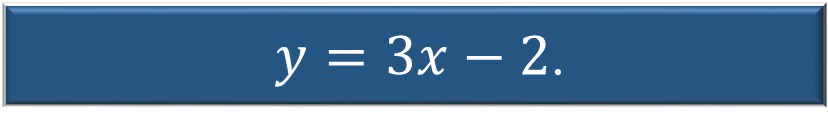 y = 3x − 2.